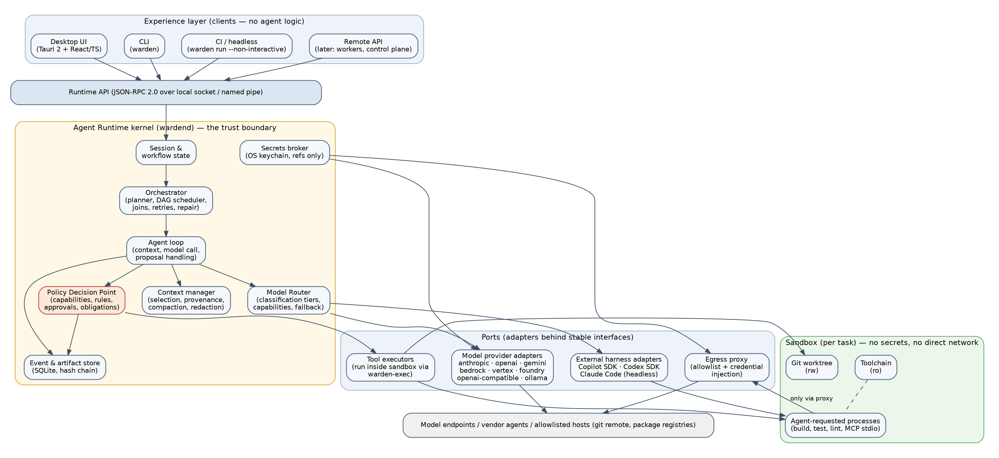 Experience layer (clients — no agent logic)
Desktop UI
(Tauri 2 + React/TS)
CLI
(warden)
CI / headless
(warden run --non-interactive)
Remote API
(later: workers, control plane)
Runtime API (JSON-RPC 2.0 over local socket / named pipe)
Agent Runtime kernel (wardend) — the trust boundary
Session &
workflow state
Secrets broker
(OS keychain, refs only)
Orchestrator
(planner, DAG scheduler,
joins, retries, repair)
Agent loop
(context, model call,
proposal handling)
Policy Decision Point
(capabilities, rules,
approvals, obligations)
Context manager
(selection, provenance,
compaction, redaction)
Model Router
(classification tiers,
capabilities, fallback)
Event & artifact store
(SQLite, hash chain)
Ports (adapters behind stable interfaces)
Tool executors
(run inside sandbox via
warden-exec)
Model provider adapters
anthropic · openai · gemini
bedrock · vertex · foundry
openai-compatible · ollama
External harness adapters
Copilot SDK · Codex SDK
Claude Code (headless)
Egress proxy
(allowlist + credential
injection)
Sandbox (per task) — no secrets, no direct network
Git worktree
(rw)
Toolchain
(ro)
only via proxy
Agent-requested processes
(build, test, lint, MCP stdio)
Model endpoints / vendor agents / allowlisted hosts (git remote, package registries)